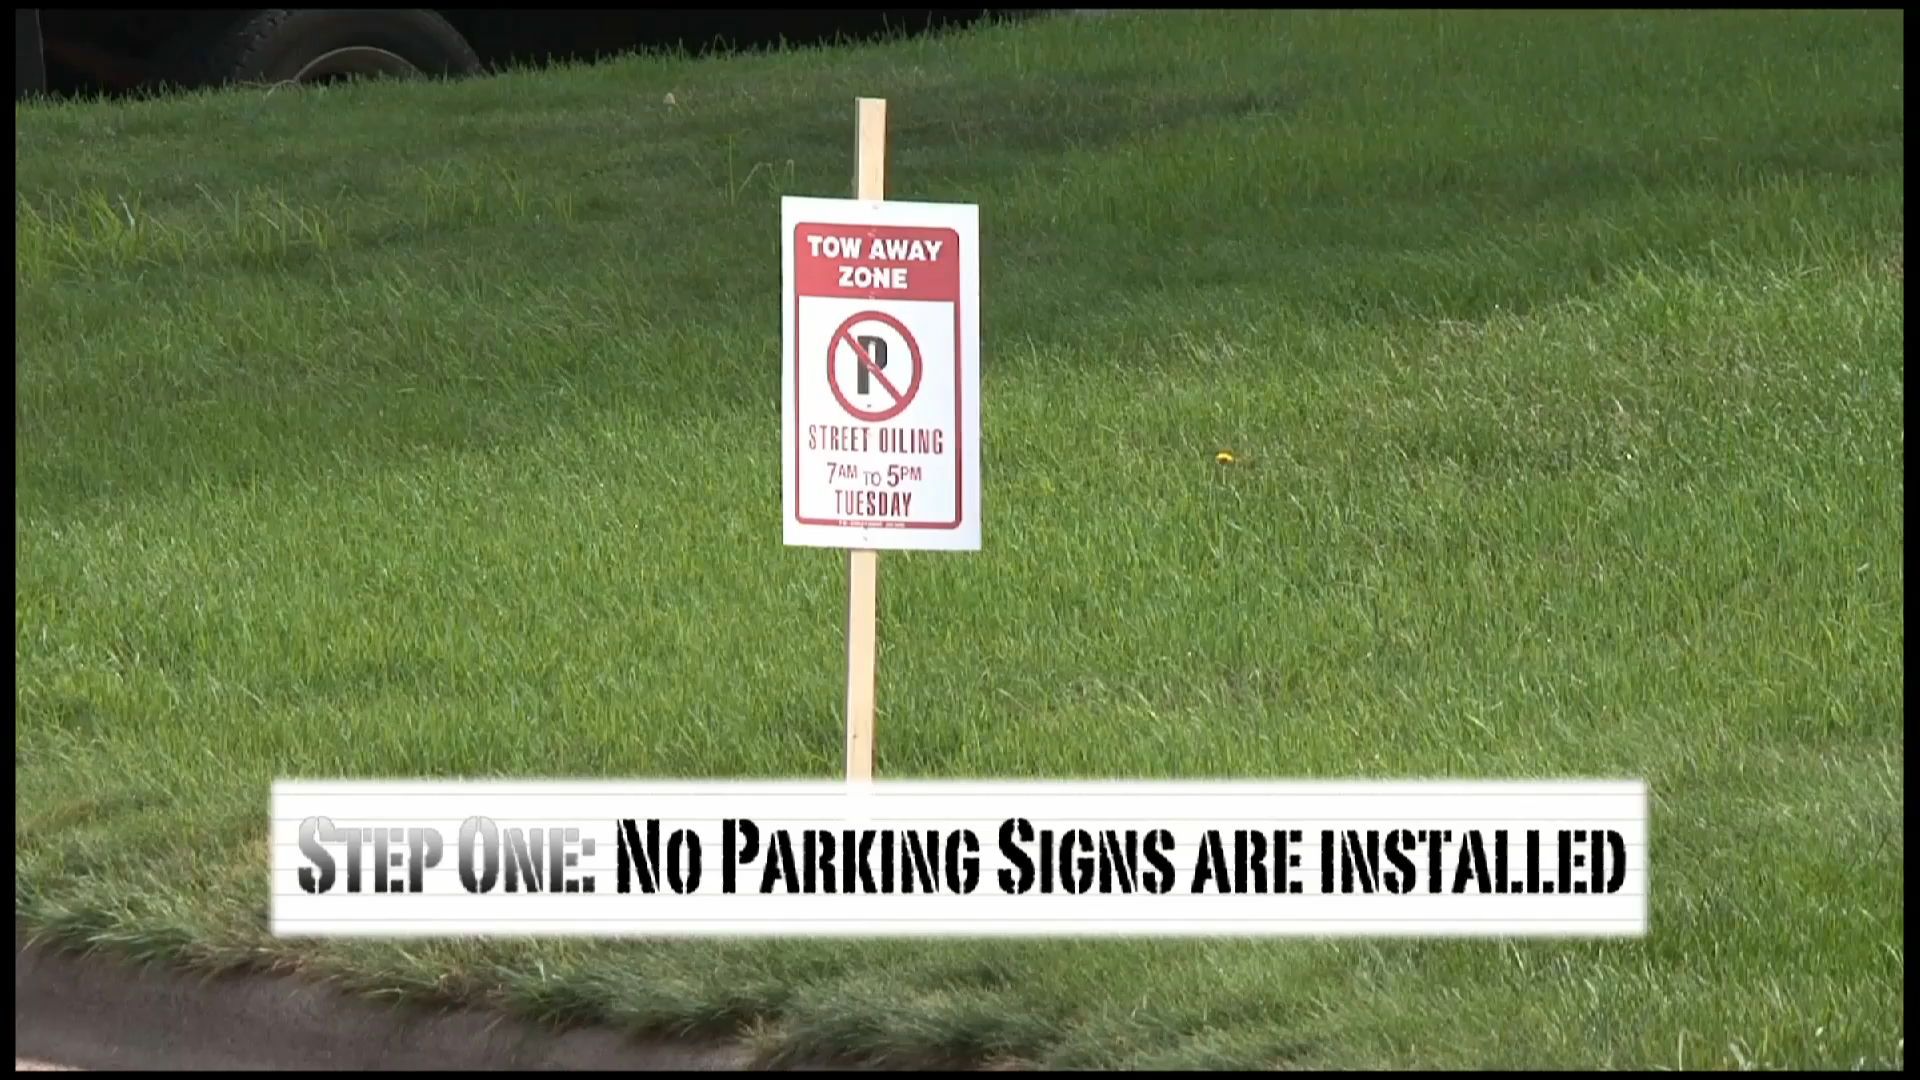 TOW AWAY
ZONE
P
STREET OILING
7AM TO 5PM
TUESDAY
STEP ONE: NO PARKING SIGNS ARE INSTALLED